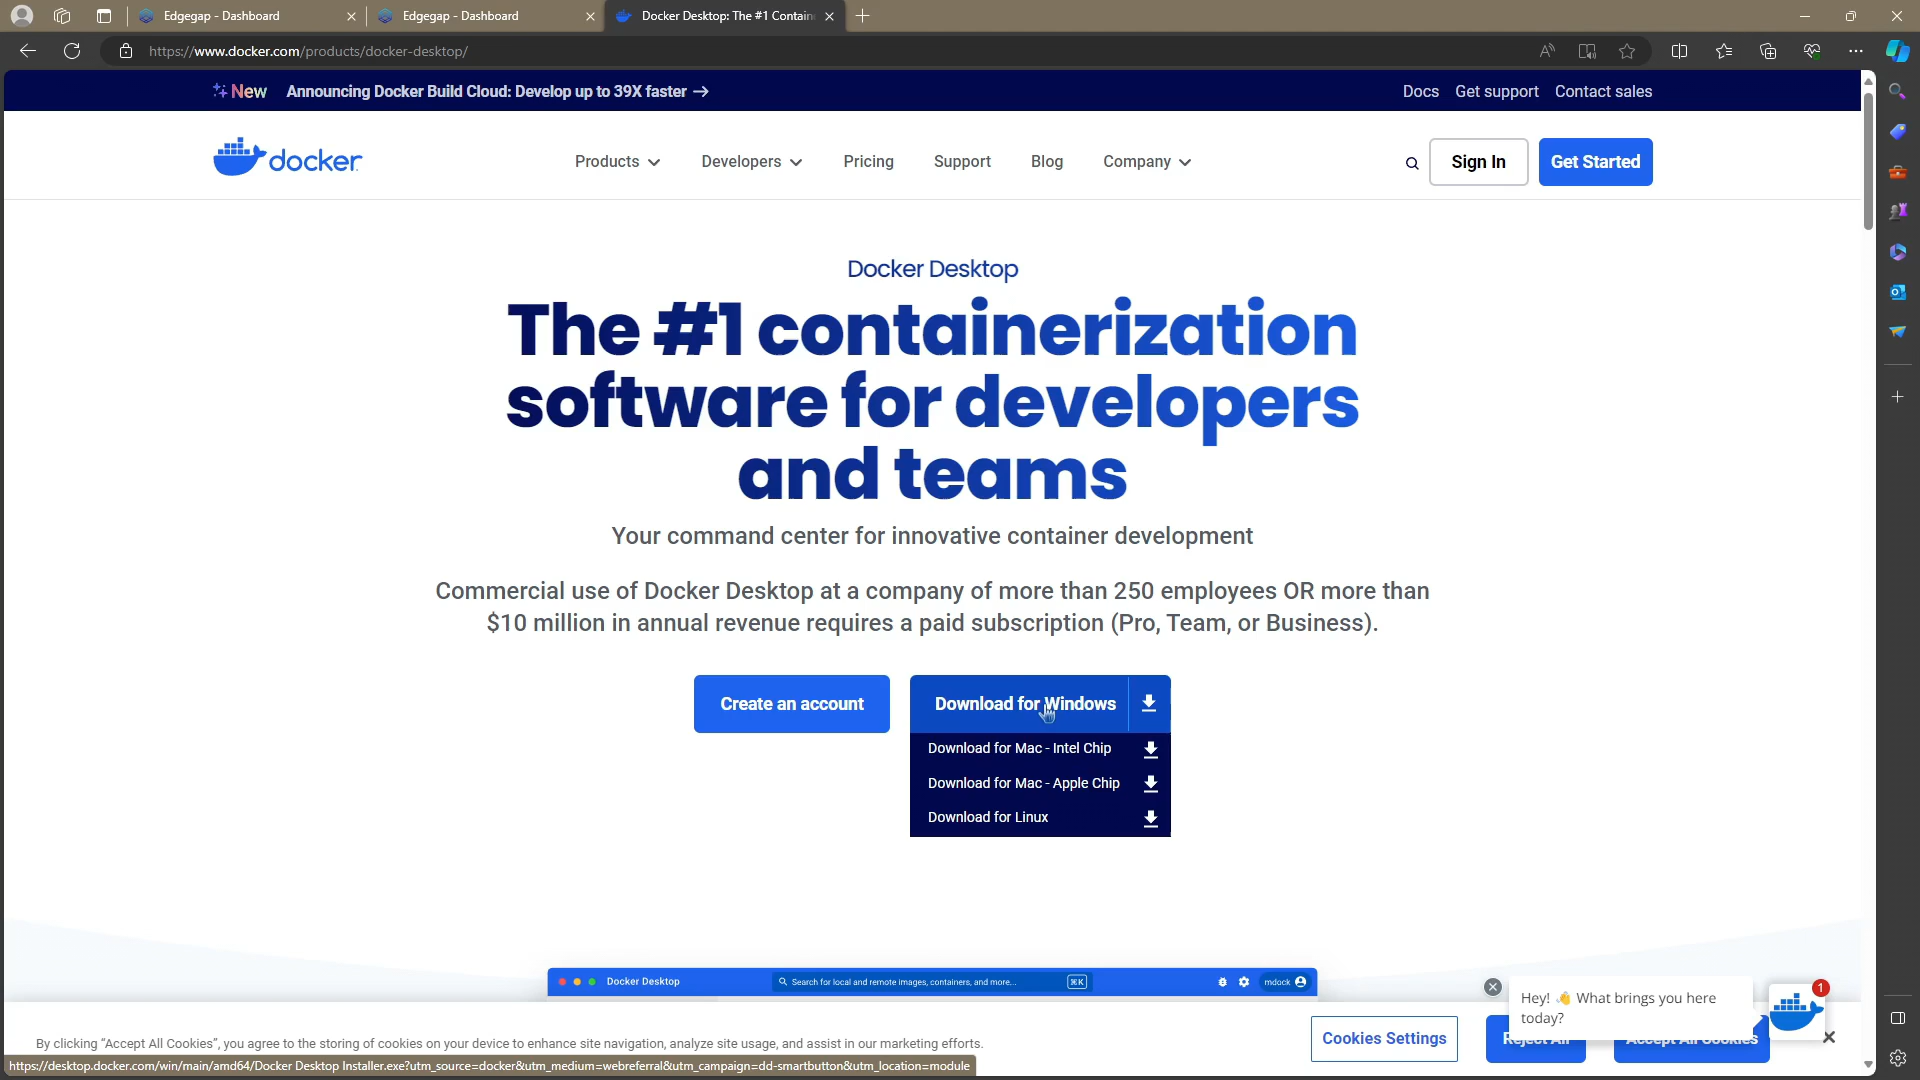 Edgegap - Dashboard
Edgegap - Dashboard
Docker Desktop: The #1 Contain
https://www.docker.com/products/docker-desktop/
New Announcing Docker Build Cloud: Develop up to 39X faster →
Docs Get support Contact sales
docker
Products Developers Pricing Support Blog Company
Sign In
Get Started
Docker Desktop
The #1 containerization
software for developers
and teams
Your command center for innovative container development
Commercial use of Docker Desktop at a company of more than 250 employees OR more than
$10 million in annual revenue requires a paid subscription (Pro, Team, or Business).
Create an account
Download for Windows
Download for Mac - Intel Chip
Download for Mac - Apple Chip
Download for Linux
Docker Desktop
Search for local and remote images, containers, and more...
⌘K
mdock
Hey! 👋 What brings you here
today?
1
By clicking “Accept All Cookies”, you agree to the storing of cookies on your device to enhance site navigation, analyze site usage, and assist in our marketing efforts.
Cookies Settings
Reject All
Accept All Cookies
https://desktop.docker.com/win/main/amd64/Docker Desktop Installer.exe?utm_source=docker&utm_medium=webreferral&utm_campaign=dd-smartbutton&utm_location=module